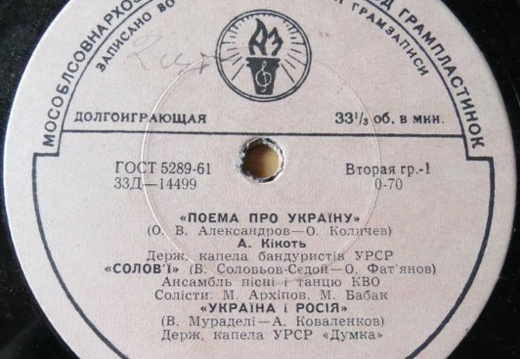 МОСОБЛСОВНАРХОЗ
ГРАМПЛАСТИНОК
ЗАПИСАНО ВО
ГРАМЗАПИСИ
ДОЛГОИГРАЮЩАЯ 33⅓ об. в мин.
ГОСТ 5289-61 Вторая гр.-1
33Д—14499 0-70
«ПОЕМА ПРО УКРАЇНУ»
(О. В. Александров—О. Количев)
А. Кікоть
Держ. капела бандуристів УРСР
«СОЛОВ'Ї» (В. Соловьов-Сєдой—О. Фат'янов)
Ансамбль пісні і танцю КВО
Солісти: М. Архіпов. М. Бабак
«УКРАЇНА і РОСІЯ»
(В. Мураделі—А. Коваленков)
Держ. капела УРСР «Думка»